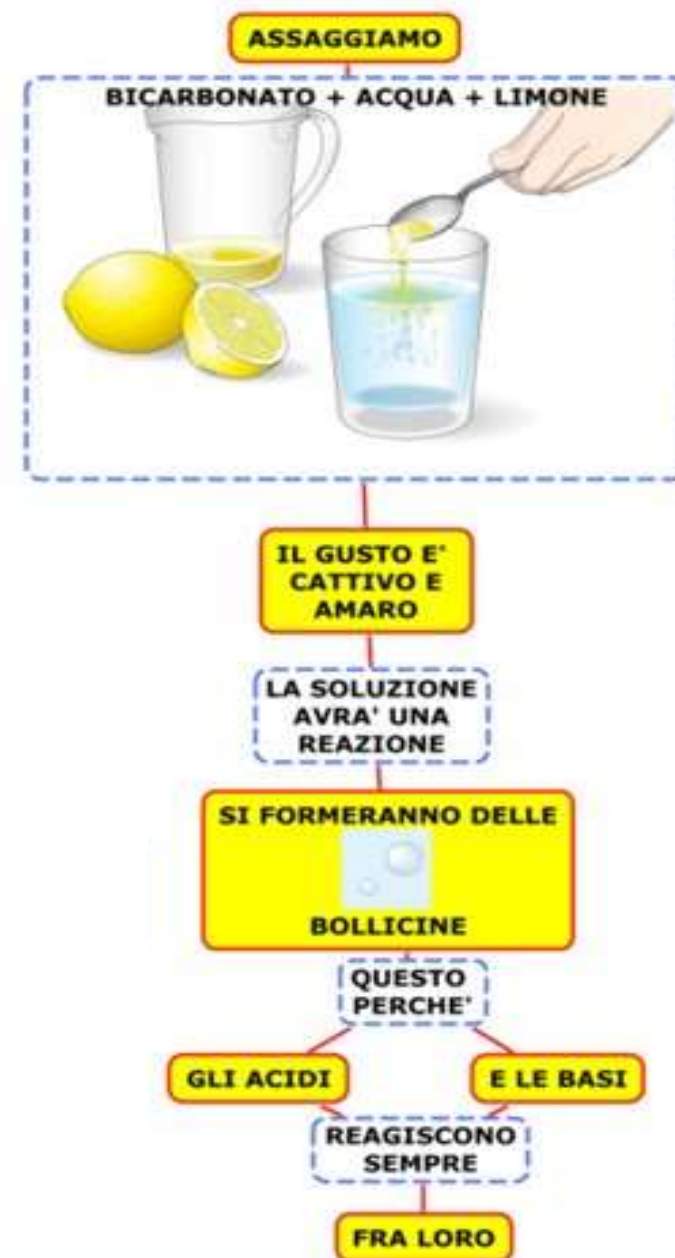 ASSAGGIAMO
BICARBONATO + ACQUA + LIMONE
IL GUSTO E'
CATTIVO E
AMARO
LA SOLUZIONE
AVRA' UNA
REAZIONE
SI FORMERANNO DELLE
BOLLICINE
QUESTO
PERCHE'
GLI ACIDI
E LE BASI
REAGISCONO
SEMPRE
FRA LORO